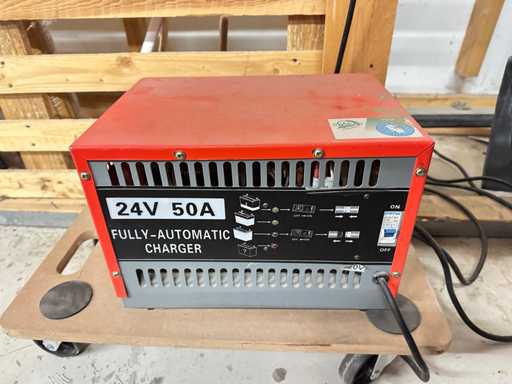 24V 50A
FULLY-AUTOMATIC
CHARGER
ON
OFF